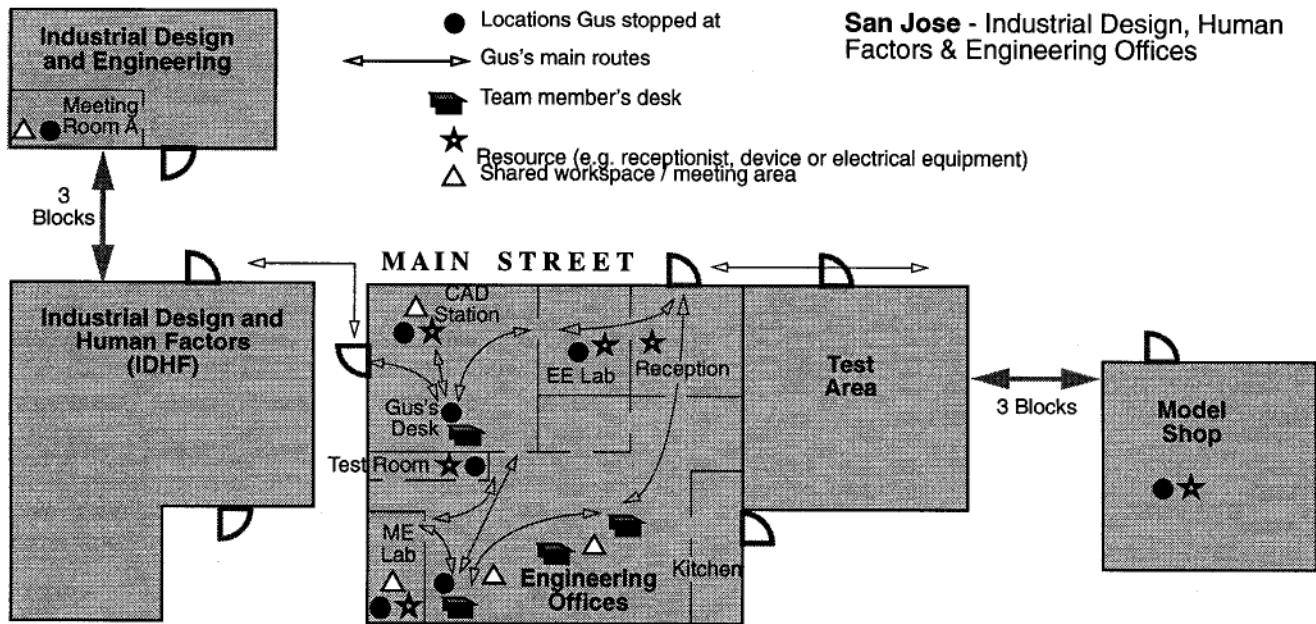 Industrial Design
and Engineering
Meeting
Room A
Locations Gus stopped at
Gus's main routes
Team member's desk
Resource (e.g. receptionist, device or electrical equipment)
Shared workspace / meeting area
San Jose - Industrial Design, Human
Factors & Engineering Offices
3
Blocks
MAIN STREET
Industrial Design and
Human Factors
(IDHF)
CAD
Station
EE Lab
Reception
Gus's
Desk
Test Room
ME
Lab
Engineering
Offices
Kitchen
Test
Area
3 Blocks
Model
Shop